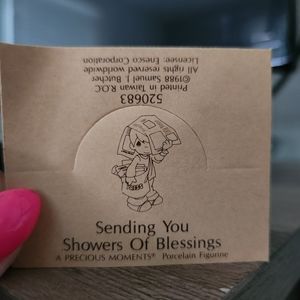 Licensee: Enesco Corporation
All rights reserved worldwide
©1988 Samuel J. Butcher
Printed in Taiwan R.O.C
520683
Sending You
Showers Of Blessings
A PRECIOUS MOMENTS® Porcelain Figurine